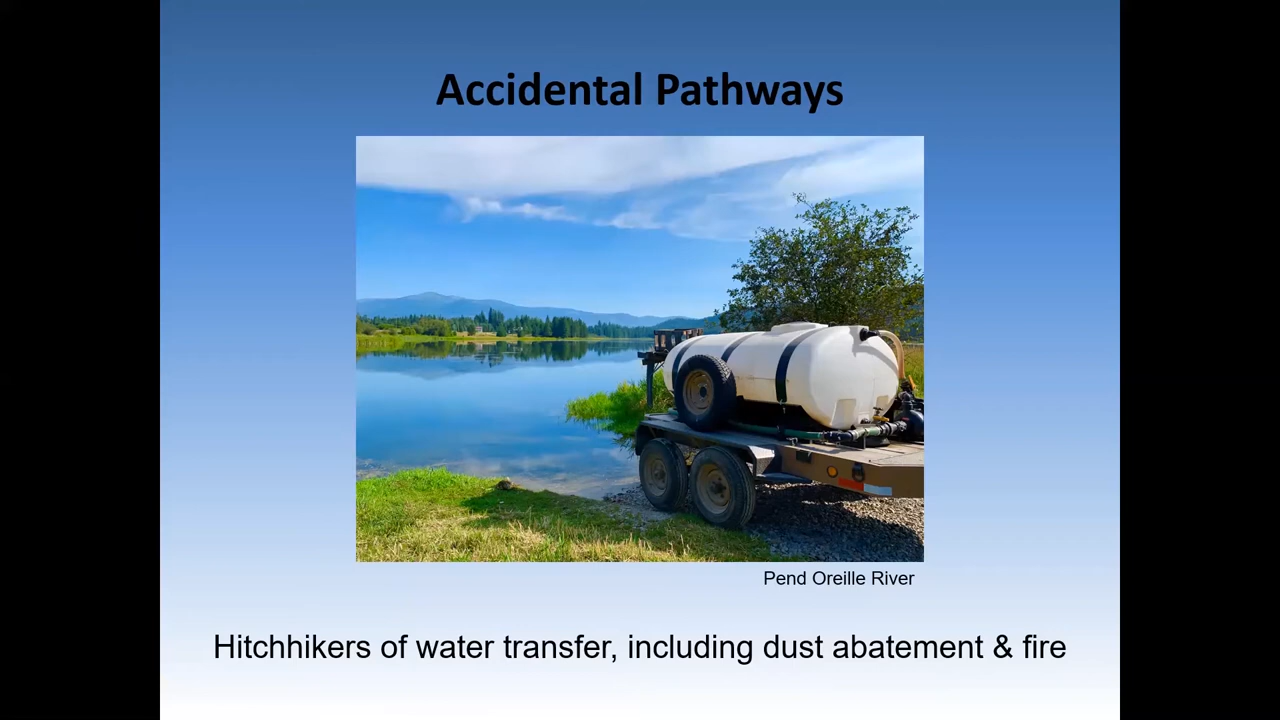 Accidental Pathways
Pend Oreille River
Hitchhikers of water transfer, including dust abatement & fire